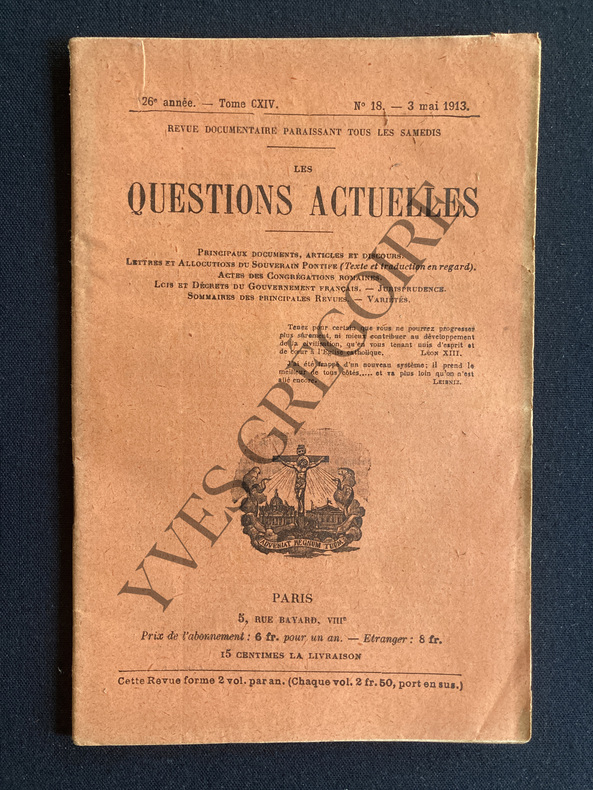 26e année. — Tome CXIV. No 18. — 3 mai 1913.
REVUE DOCUMENTAIRE PARAISSANT TOUS LES SAMEDIS
LES
QUESTIONS ACTUELLES
PRINCIPAUX DOCUMENTS, ARTICLES ET DISCOURS.
LETTRES ET ALLOCUTIONS DU SOUVERAIN PONTIFE (Texte et traduction en regard).
ACTES DES CONGRÉGATIONS ROMAINES.
LOIS ET DÉCRETS DU GOUVERNEMENT FRANÇAIS. — JURISPRUDENCE.
SOMMAIRES DES PRINCIPALES REVUES. — VARIÉTÉS.
Tenez pour certain que vous ne pourrez progresser
plus sûrement, ni mieux contribuer au développement
de la civilisation, qu'en vous tenant unis d'esprit et
de cœur à l'Eglise catholique. LÉON XIII.
J'ai été frappé d'un nouveau système; il prend le
meilleur de tous côtés..... et va plus loin qu'on n'est
allé encore. LEIBNIZ.
ADVENIAT REGNUM TUUM
PARIS
5, RUE BAYARD, VIIIe
Prix de l'abonnement : 6 fr. pour un an. — Etranger : 8 fr.
15 CENTIMES LA LIVRAISON
Cette Revue forme 2 vol. par an. (Chaque vol. 2 fr. 50, port en sus.)
YVES GREGOIRE